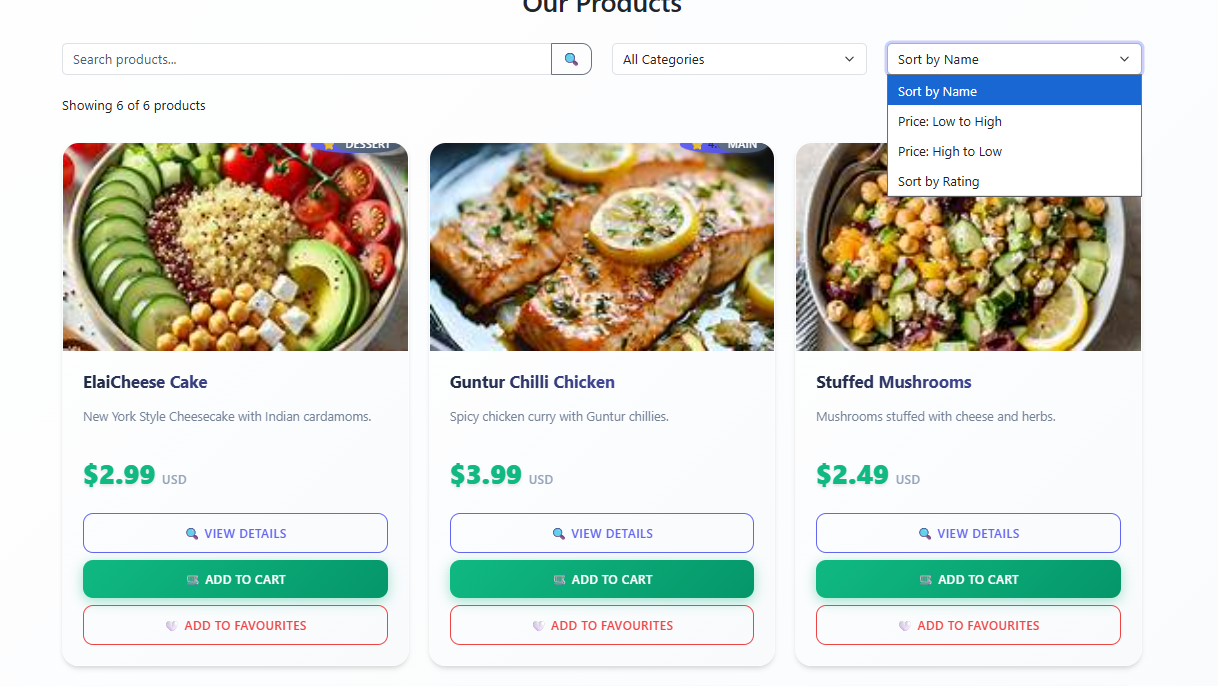 Our Products
Search products...
All Categories
Sort by Name
Sort by Name
Price: Low to High
Price: High to Low
Sort by Rating
Showing 6 of 6 products
DESSERT
MAIN
ElaiCheese Cake
New York Style Cheesecake with Indian cardamoms.
$2.99 USD
VIEW DETAILS
ADD TO CART
ADD TO FAVOURITES
Guntur Chilli Chicken
Spicy chicken curry with Guntur chillies.
$3.99 USD
VIEW DETAILS
ADD TO CART
ADD TO FAVOURITES
Stuffed Mushrooms
Mushrooms stuffed with cheese and herbs.
$2.49 USD
VIEW DETAILS
ADD TO CART
ADD TO FAVOURITES